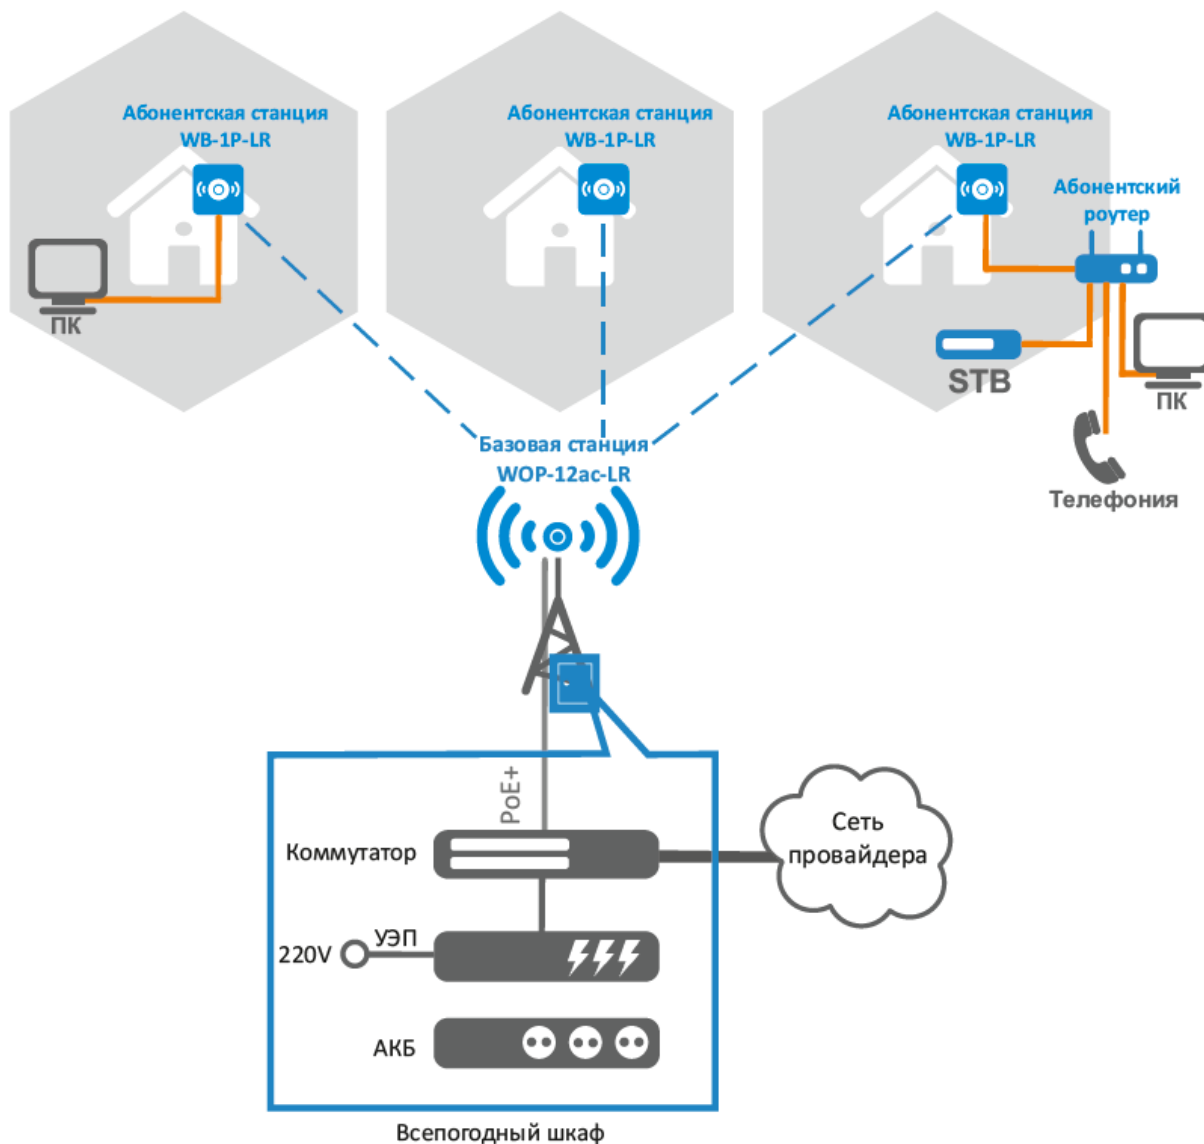 Абонентская станция
WB-1P-LR
Абонентская станция
WB-1P-LR
Абонентская станция
WB-1P-LR
Абонентский
роутер
ПК
STB
ПК
Телефония
Базовая станция
WOP-12ac-LR
PoE+
Коммутатор
Сеть
провайдера
УЭП
220V
АКБ
Всепогодный шкаф